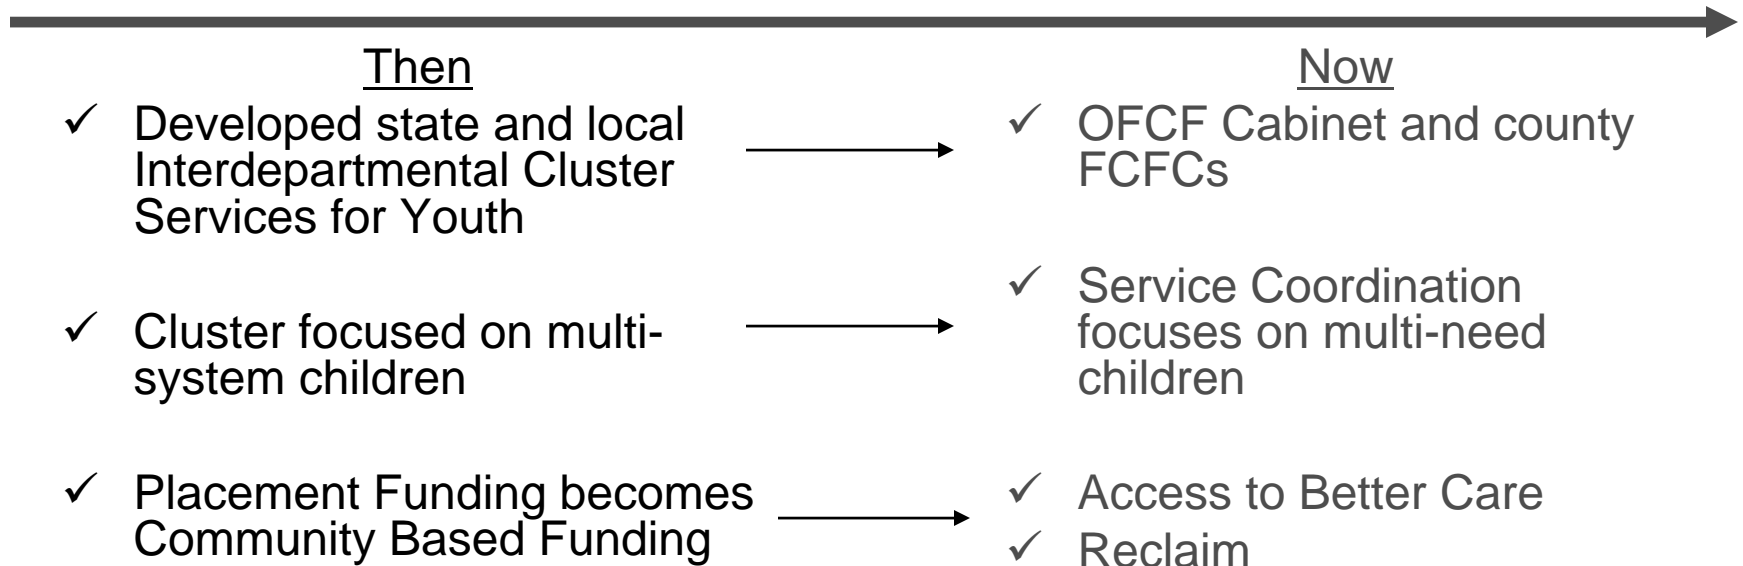 Then
✓ Developed state and local
Interdepartmental Cluster
Services for Youth
✓ Cluster focused on multi-
system children
✓ Placement Funding becomes
Community Based Funding
Now
✓ OFCF Cabinet and county
FCFCs
✓ Service Coordination
focuses on multi-need
children
✓ Access to Better Care
✓ Reclaim